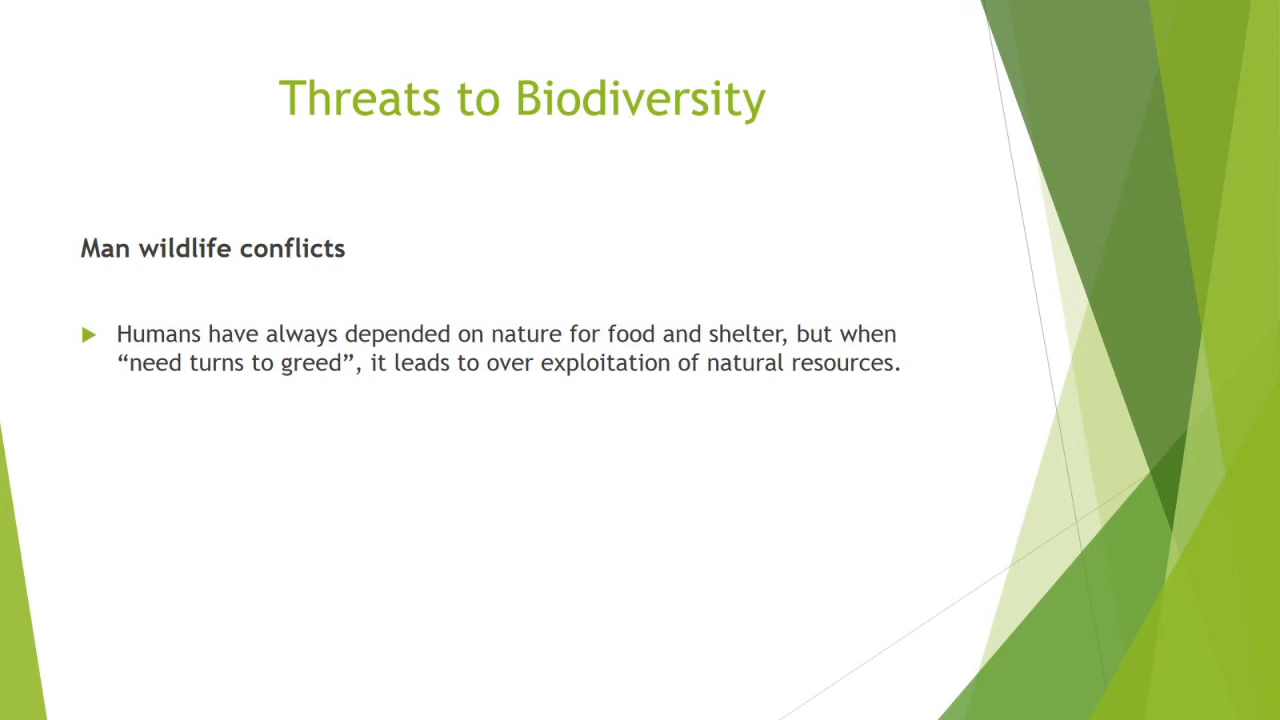 Threats to Biodiversity
Man wildlife conflicts
Humans have always depended on nature for food and shelter, but when
“need turns to greed”, it leads to over exploitation of natural resources.